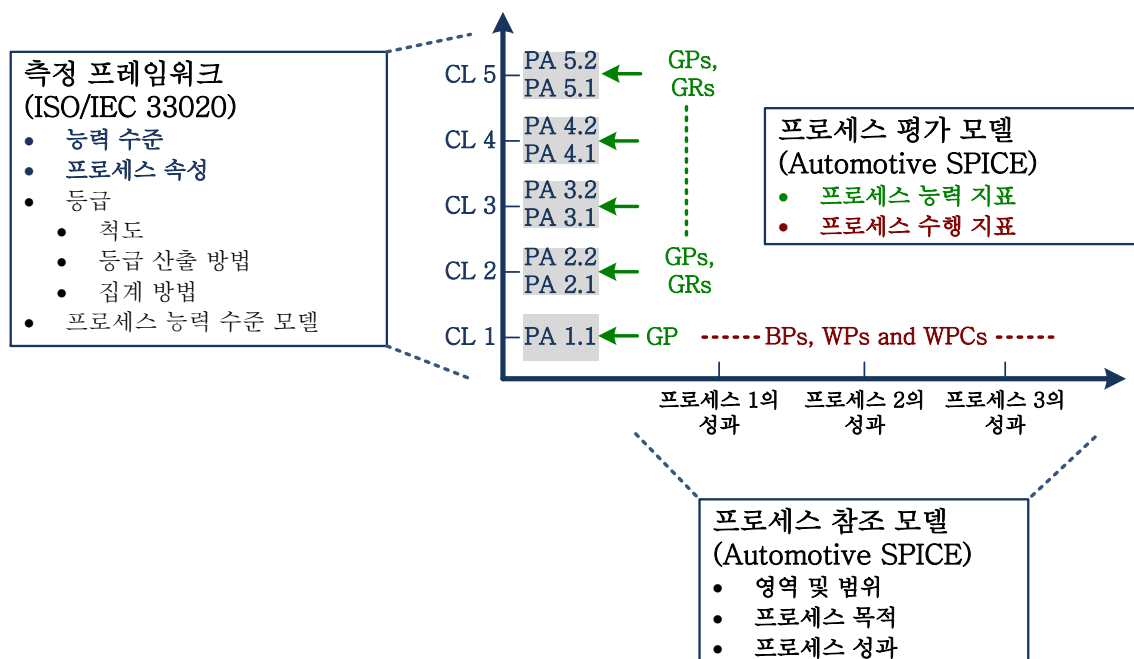 측정 프레임워크
(ISO/IEC 33020)
• 능력 수준
• 프로세스 속성
• 등급
• 척도
• 등급 산출 방법
• 집계 방법
• 프로세스 능력 수준 모델
CL 5
PA 5.2
PA 5.1
GPs,
GRs
CL 4
PA 4.2
PA 4.1
CL 3
PA 3.2
PA 3.1
CL 2
PA 2.2
PA 2.1
GPs,
GRs
CL 1
PA 1.1
GP
BPs, WPs and WPCs
프로세스 1의
성과
프로세스 2의
성과
프로세스 3의
성과
프로세스 평가 모델
(Automotive SPICE)
• 프로세스 능력 지표
• 프로세스 수행 지표
프로세스 참조 모델
(Automotive SPICE)
• 영역 및 범위
• 프로세스 목적
• 프로세스 성과